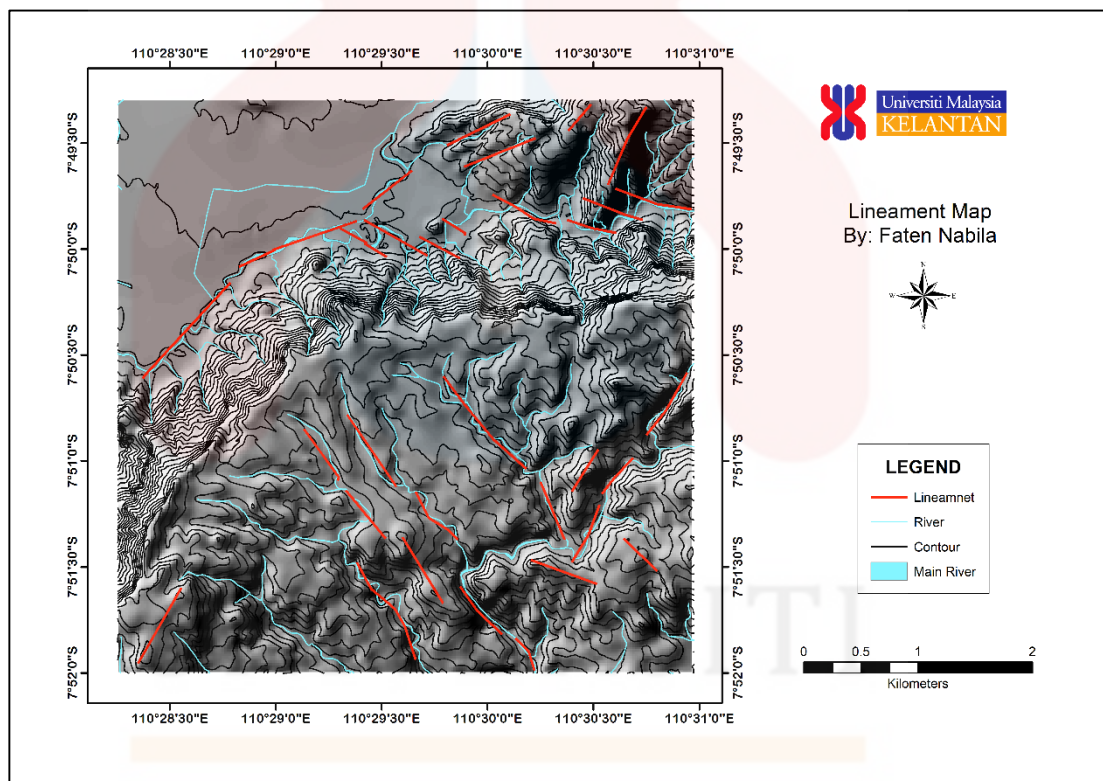 110°28'30"E 110°29'0"E 110°29'30"E 110°30'0"E 110°30'30"E 110°31'0"E
7°49'30"S
7°50'0"S
7°50'30"S
7°51'0"S
7°51'30"S
7°52'0"S
7°49'30"S
7°50'0"S
7°50'30"S
7°51'0"S
7°51'30"S
7°52'0"S
110°28'30"E 110°29'0"E 110°29'30"E 110°30'0"E 110°30'30"E 110°31'0"E
Universiti Malaysia
KELANTAN
Lineament Map
By: Faten Nabila
LEGEND
Lineamnet
River
Contour
Main River
ITI
0 0.5 1 2
Kilometers